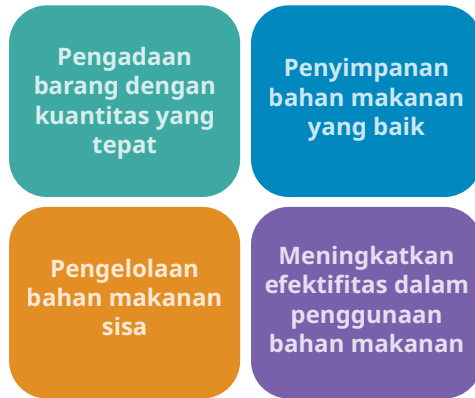 Pengadaan
barang dengan
kuantitas yang
tepat
Penyimpanan
bahan makanan
yang baik
Pengelolaan
bahan makanan
sisa
Meningkatkan
efektifitas dalam
penggunaan
bahan makanan